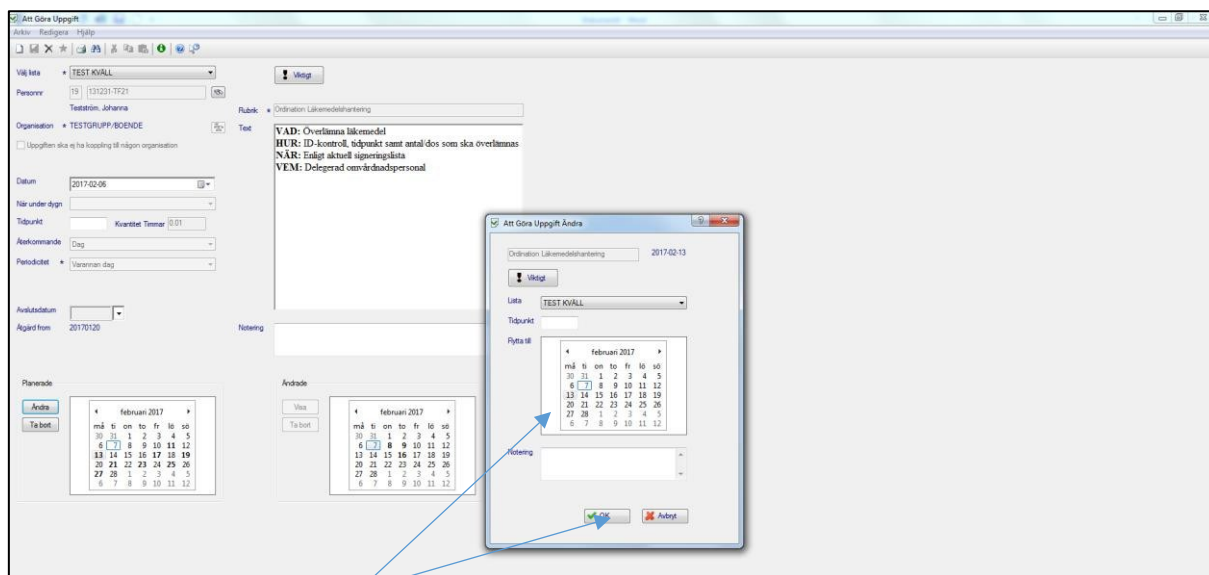 Att Göra Uppgift
Arkiv Redigera Hjälp
Välj lista * TEST KVÄLL
Viktigt
Personnr 19 131231-TF21
Teström, Johanna
Rubrik * Ordination Läkemedelshantering
Organisation * TESTGRUPP/BOENDE
Text
VAD: Överlämna läkemedel
HUR: ID-kontroll, tidpunkt samt antal/dos som ska överlämnas
NÄR: Enligt aktuell signeringslista
VEM: Delegerad omvårdnadspersonal
Uppgiften ska ej ha koppling till någon organisation
Datum 2017-02-06
När under dygn
Tidpunkt Kvantitet Timmar 0.01
Återkommande Dag
Periodicitet * Varannan dag
Avslutsdatum
Åtgärd from 20170120
Notering
Planerade
Ändra
Ta bort
februari 2017
må ti on to fr lö sö
30 31 1 2 3 4 5
6 7 8 9 10 11 12
13 14 15 16 17 18 19
20 21 22 23 24 25 26
27 28 1 2 3 4 5
6 7 8 9 10 11 12
Ändrade
Visa
Ta bort
februari 2017
må ti on to fr lö sö
30 31 1 2 3 4 5
6 7 8 9 10 11 12
13 14 15 16 17 18 19
20 21 22 23 24 25 26
27 28 1 2 3 4 5
6 7 8 9 10 11 12
Att Göra Uppgift Ändra
Ordination Läkemedelshantering 2017-02-13
Viktigt
Lista TEST KVÄLL
Tidpunkt
Flytta till
februari 2017
må ti on to fr lö sö
30 31 1 2 3 4 5
6 7 8 9 10 11 12
13 14 15 16 17 18 19
20 21 22 23 24 25 26
27 28 1 2 3 4 5
6 7 8 9 10 11 12
Notering
OK Avbryt